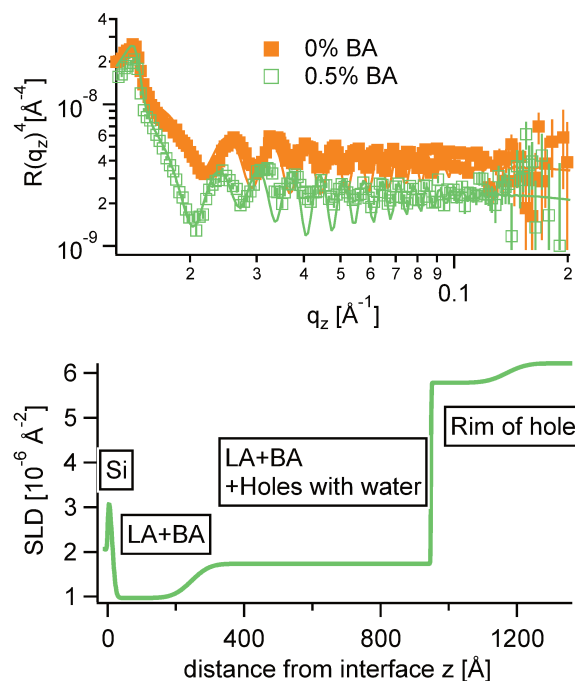 4
2
10⁻⁸
6
4
2
10⁻⁹
R(q_z)⁴[Å⁻⁴]
0% BA
0.5% BA
2 3 4 5 6 7 8 9 0.1 2
q_z [Å⁻¹]
6
5
4
3
2
1
SLD [10⁻⁶ Å⁻²]
Si
LA+BA
LA+BA
+Holes with water
Rim of hole
0 400 800 1200
distance from interface z [Å]